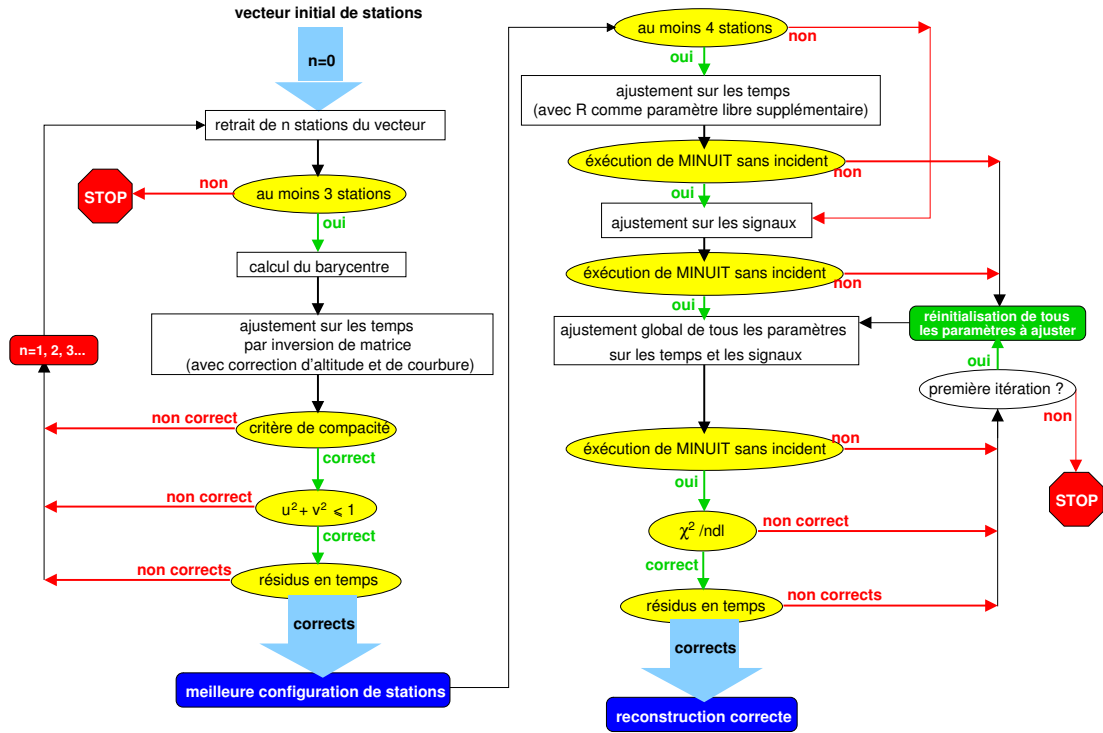 vecteur initial de stations
n=0
retrait de n stations du vecteur
non
STOP
au moins 3 stations
oui
calcul du barycentre
ajustement sur les temps
par inversion de matrice
(avec correction d'altitude et de courbure)
n=1, 2, 3...
non correct
critère de compacité
correct
non correct
u² + v² ⩽ 1
correct
non corrects
résidus en temps
corrects
meilleure configuration de stations
au moins 4 stations
non
oui
ajustement sur les temps
(avec R comme paramètre libre supplémentaire)
éxécution de MINUIT sans incident
non
oui
ajustement sur les signaux
éxécution de MINUIT sans incident
non
oui
réinitialisation de tous
les paramètres à ajuster
ajustement global de tous les paramètres
sur les temps et les signaux
oui
première itération ?
non
STOP
éxécution de MINUIT sans incident
non
oui
χ² /ndl
non correct
correct
résidus en temps
non corrects
corrects
reconstruction correcte